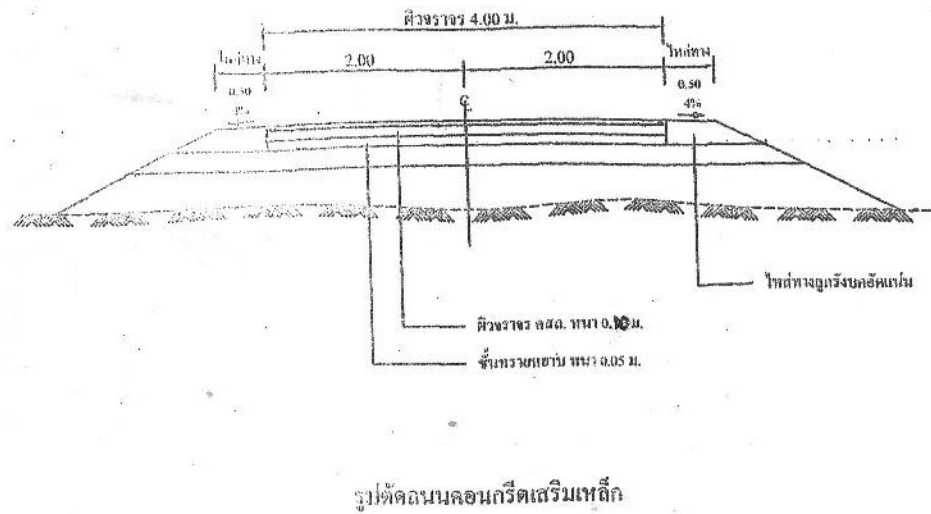 ผิวจราจร 4.00 ม.
ไหล่ทาง 2.00 2.00 ไหล่ทาง
0.50 0.50
4% 4%
ไหล่ทางลูกรังบดอัดแน่น
ผิวจราจร คสล. หนา 0.10 ม.
ชั้นทรายหยาบ หนา 0.05 ม.
รูปตัดถนนคอนกรีตเสริมเหล็ก